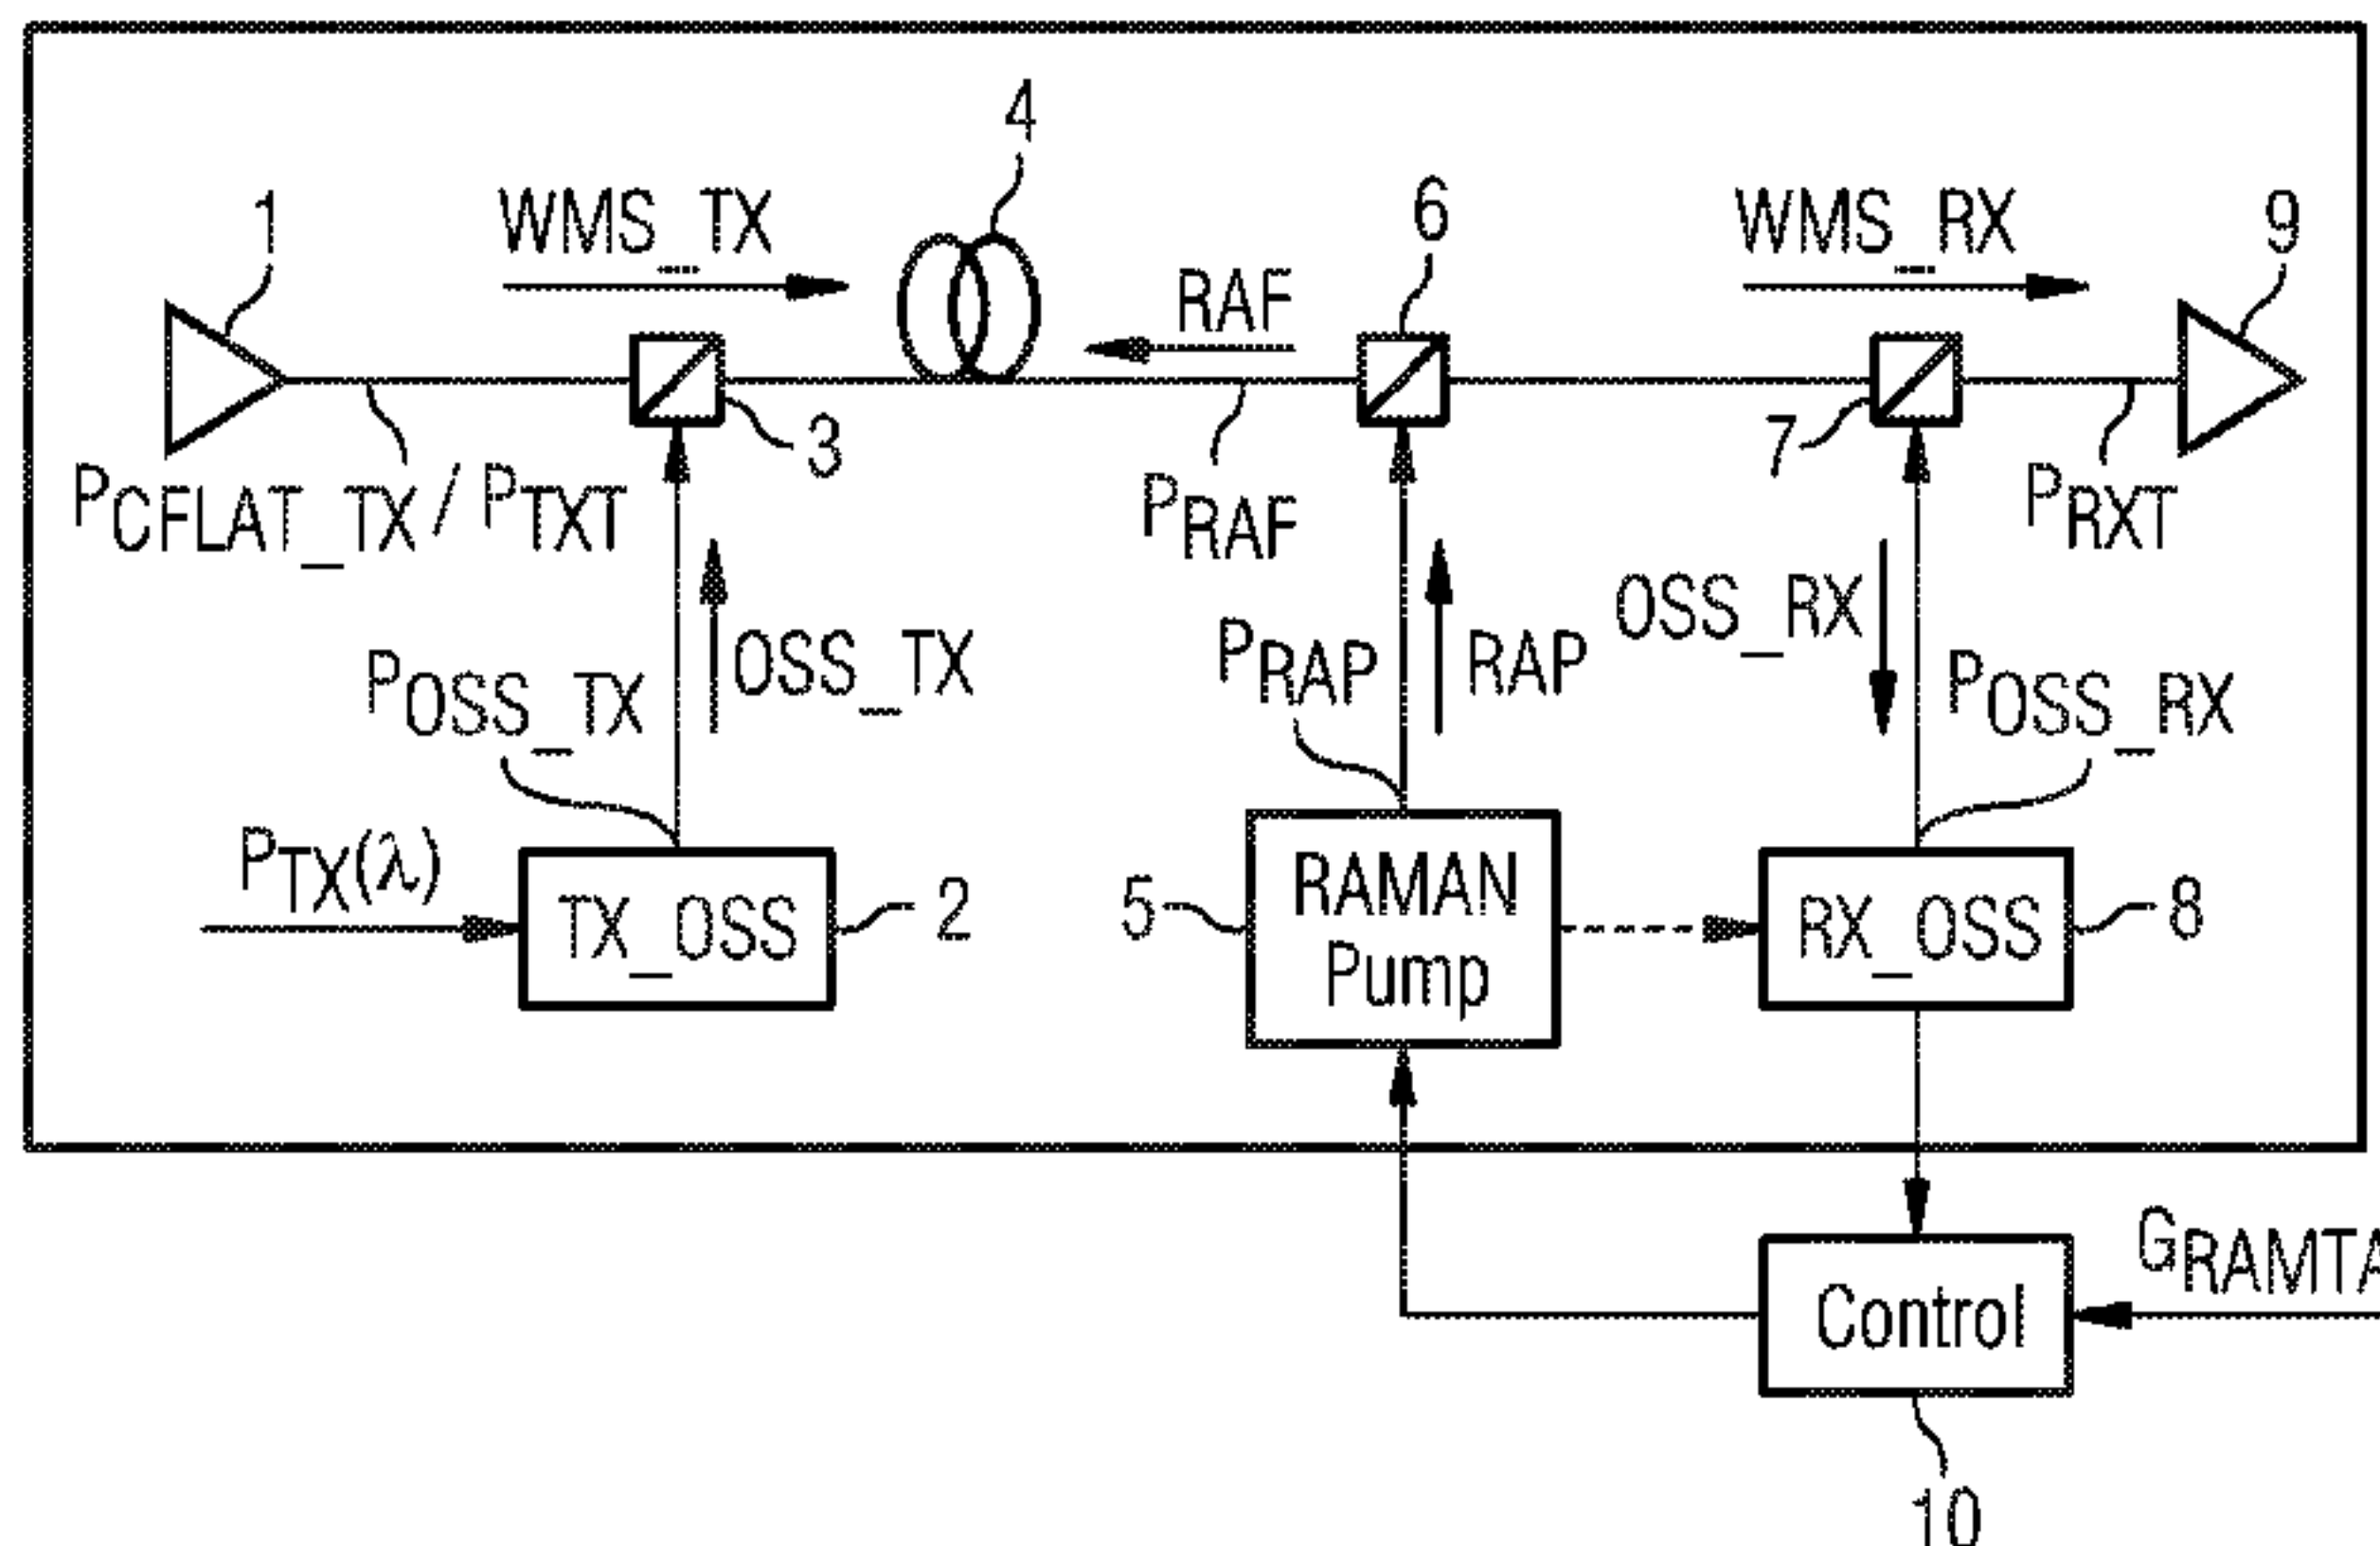 4
1
WMS_TX
6
WMS_RX
9
RAF
3
7
PCFLAT_TX / PTXT
PRAF
PRXT
OSS_RX
POSS_TX
OSS_TX
PRAP
RAP
POSS_RX
PTX(λ)
TX_OSS
2
5
RAMAN
Pump
RX_OSS
8
GRAMTA
Control
10